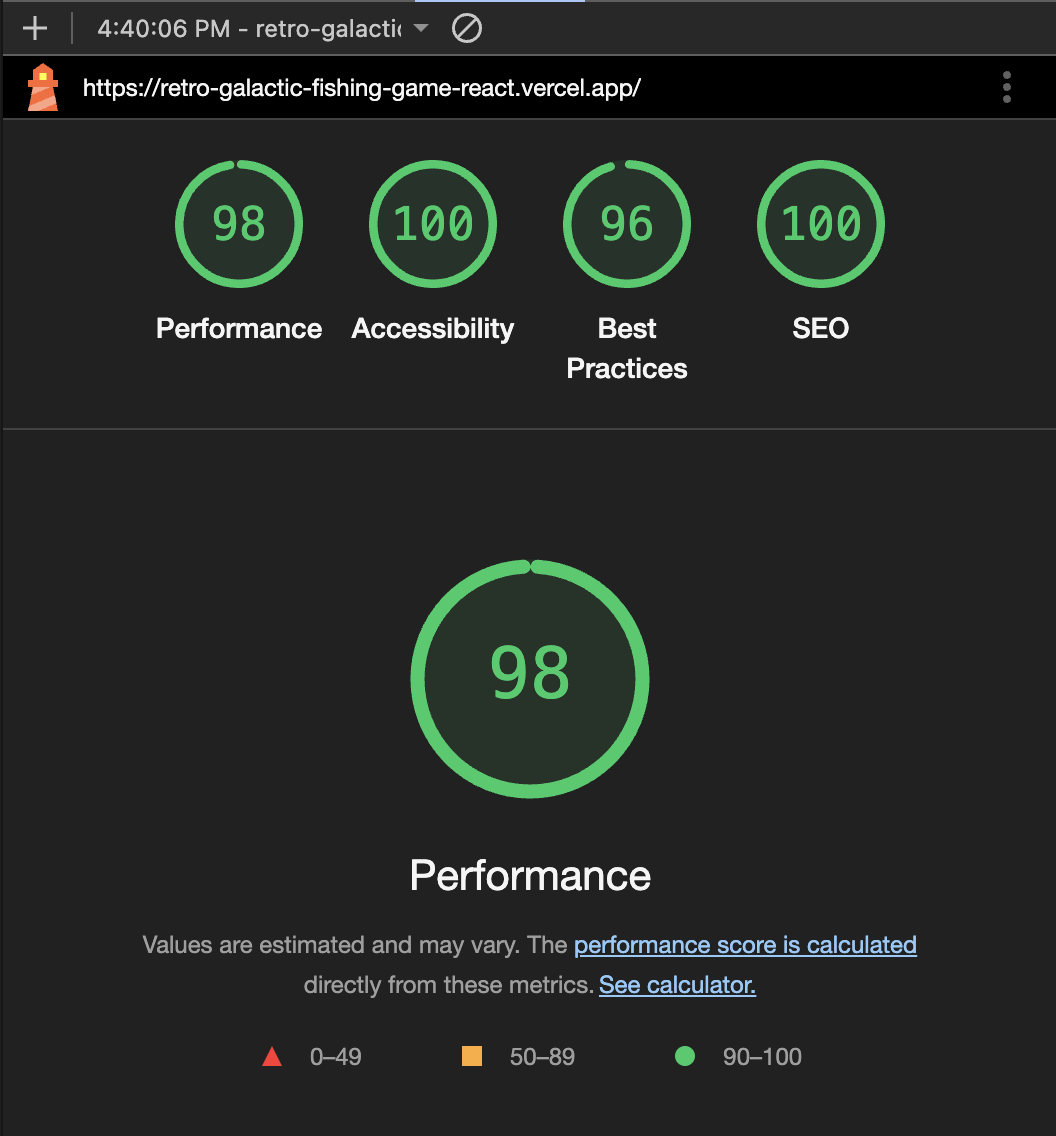 4:40:06 PM - retro-galactic
https://retro-galactic-fishing-game-react.vercel.app/
98 100 96 100
Performance Accessibility Best Practices SEO
98
Performance
Values are estimated and may vary. The performance score is calculated
directly from these metrics. See calculator.
0–49 50–89 90–100